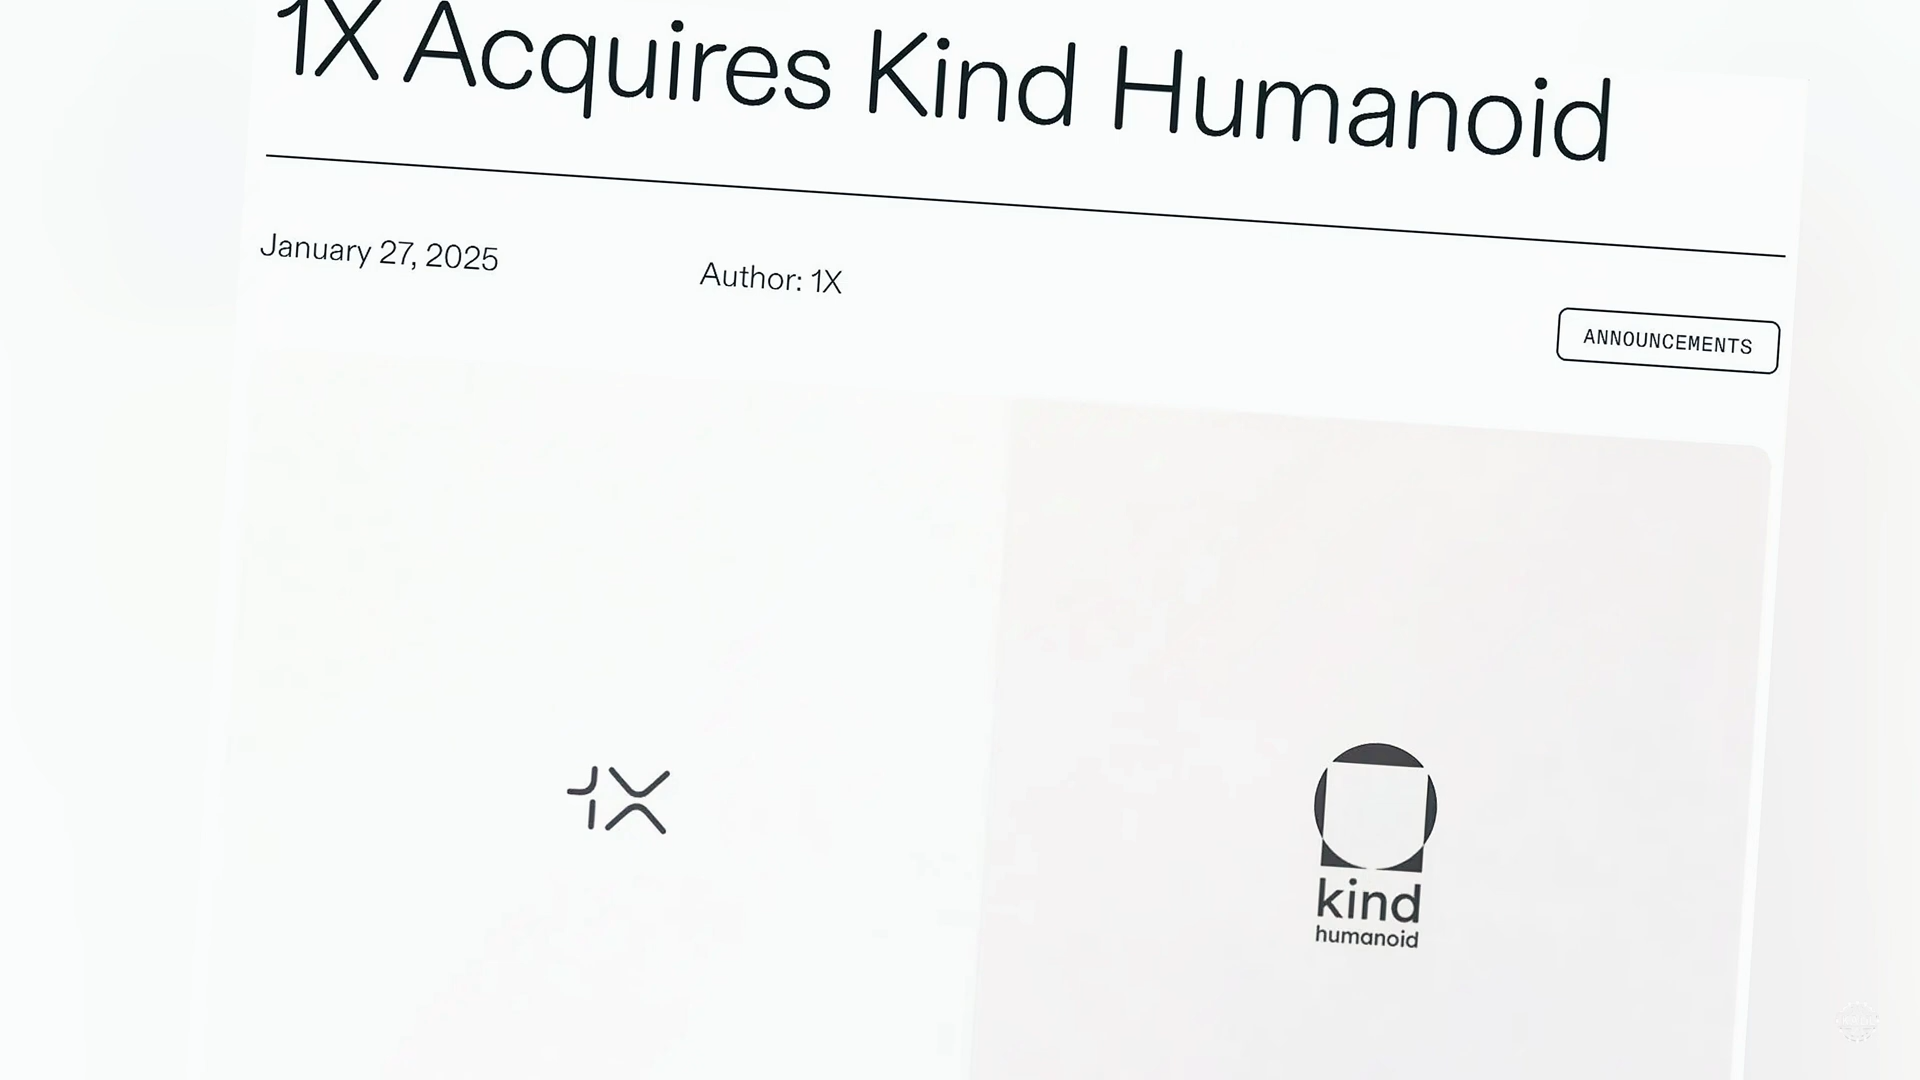 1X Acquires Kind Humanoid
January 27, 2025
Author: 1X
ANNOUNCEMENTS
1X
kind
humanoid